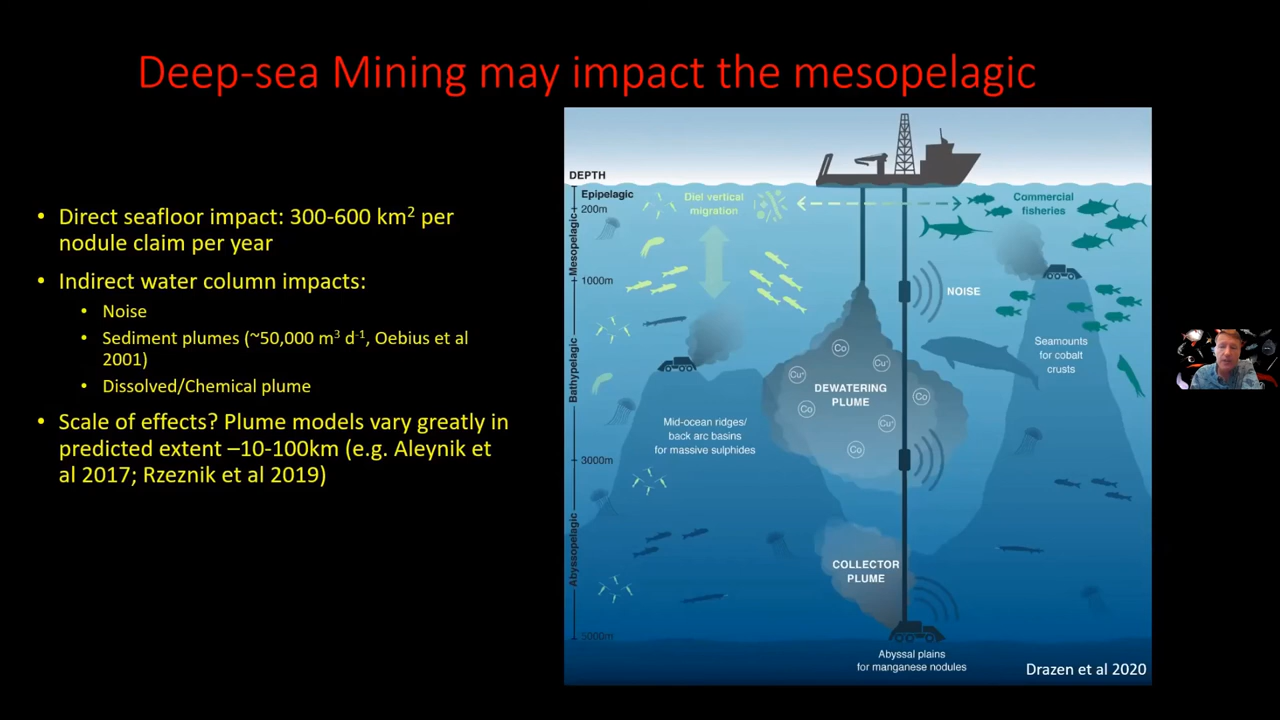 Deep-sea Mining may impact the mesopelagic
• Direct seafloor impact: 300-600 km² per
nodule claim per year
• Indirect water column impacts:
• Noise
• Sediment plumes (~50,000 m³ d⁻¹, Oebius et al
2001)
• Dissolved/Chemical plume
• Scale of effects? Plume models vary greatly in
predicted extent –10-100km (e.g. Aleynik et
al 2017; Rzeznik et al 2019)
DEPTH
Epipelagic
200m
Mesopelagic
1000m
Bathypelagic
3000m
Abyssopelagic
5000m
Diel vertical
migration
Commercial
fisheries
NOISE
Seamounts
for cobalt
crusts
Co
Cu⁺
Cu⁺
DEWATERING
PLUME
Co
Co
Cu⁺
Co
Mid-ocean ridges/
back arc basins
for massive sulphides
COLLECTOR
PLUME
Abyssal plains
for manganese nodules
Drazen et al 2020